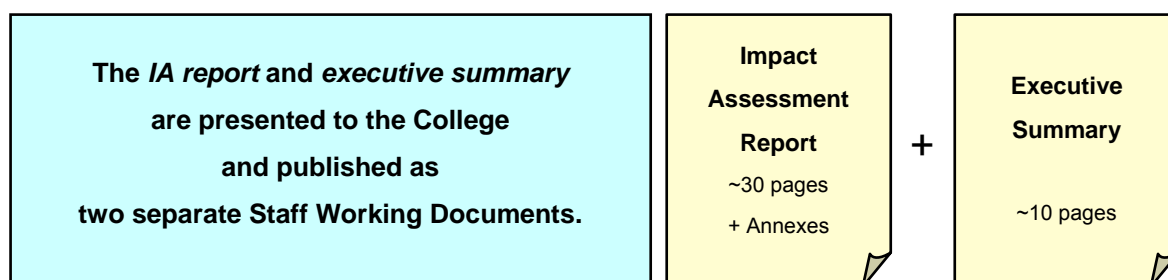 The IA report and executive summary
are presented to the College
and published as
two separate Staff Working Documents.
Impact
Assessment
Report
~30 pages
+ Annexes
+
Executive
Summary
~10 pages